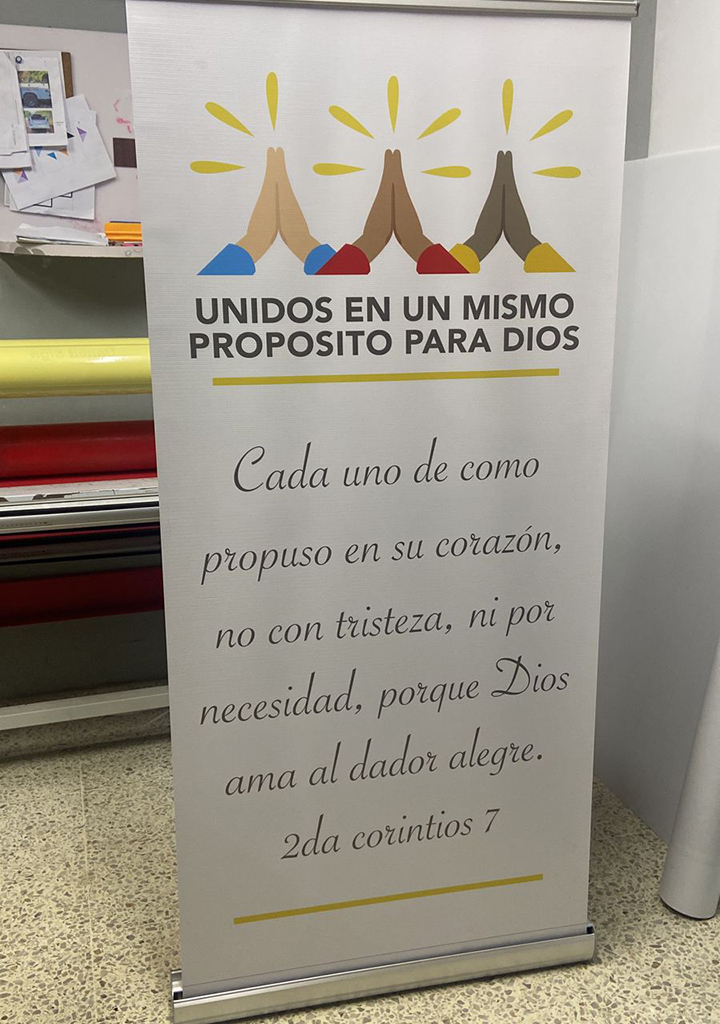 UNIDOS EN UN MISMO
PROPOSITO PARA DIOS
Cada uno de como
propuso en su corazón,
no con tristeza, ni por
necesidad, porque Dios
ama al dador alegre.
2da corintios 7